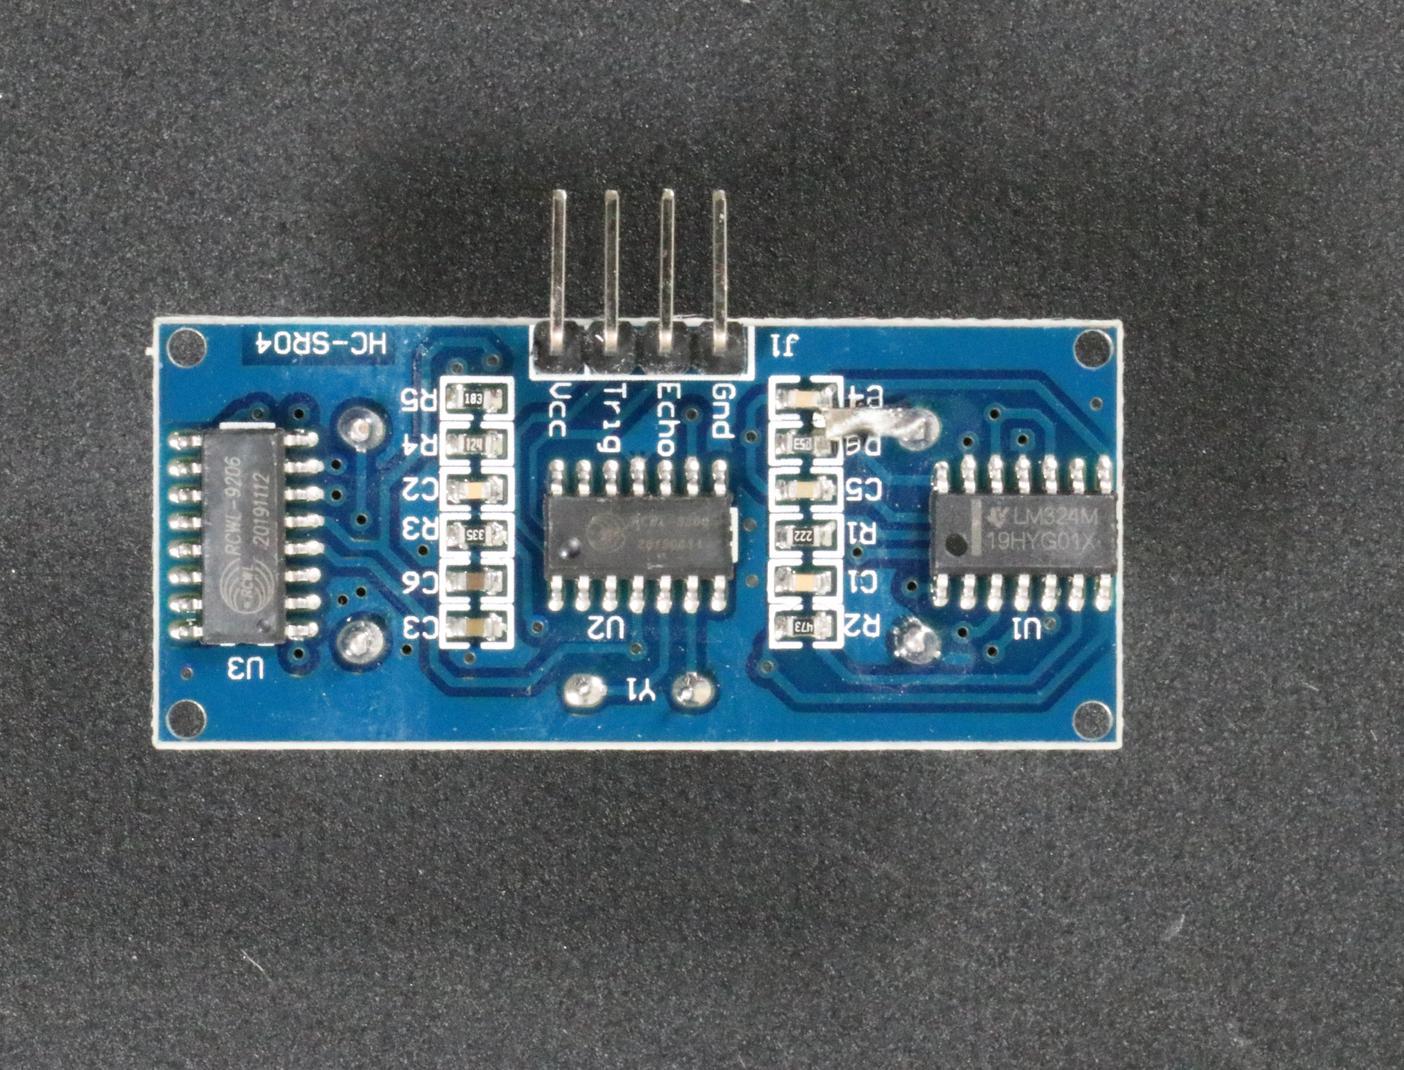 HC-SR04
J1
Vcc
Trig
Echo
Gnd
R5
183
R4
124
C2
R3
335
C6
C3
C4
R6
C5
R1
222
C1
R2
473
RCWL-9206
20191112
RCWL
U3
U2
Y1
LM324M
19HYG01X
U1